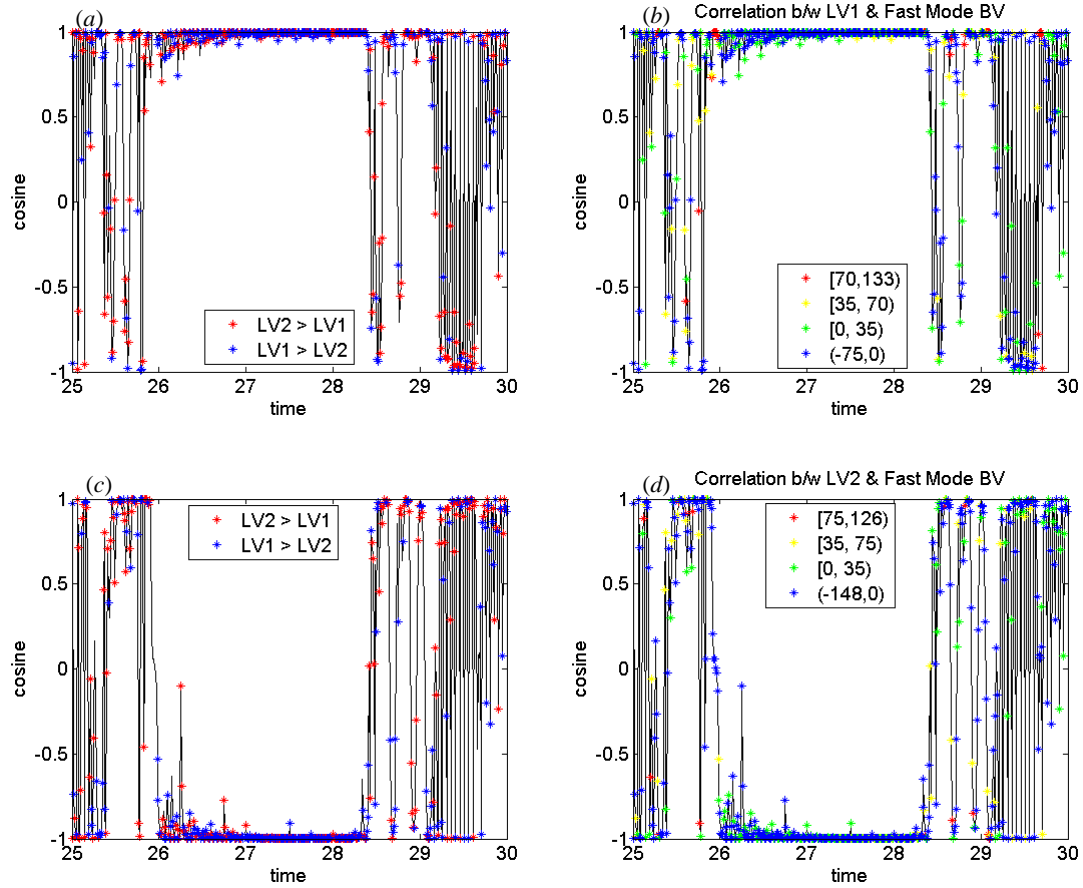 (a)
1
0.5
0
-0.5
-1
cosine
25 26 27 28 29 30
time
LV2 > LV1
LV1 > LV2
(b)
Correlation b/w LV1 & Fast Mode BV
1
0.5
0
-0.5
-1
cosine
25 26 27 28 29 30
time
[70,133)
[35, 70)
[0, 35)
(-75,0)
(c)
1
0.5
0
-0.5
-1
cosine
25 26 27 28 29 30
time
LV2 > LV1
LV1 > LV2
(d)
Correlation b/w LV2 & Fast Mode BV
1
0.5
0
-0.5
-1
cosine
25 26 27 28 29 30
time
[75,126)
[35, 75)
[0, 35)
(-148,0)